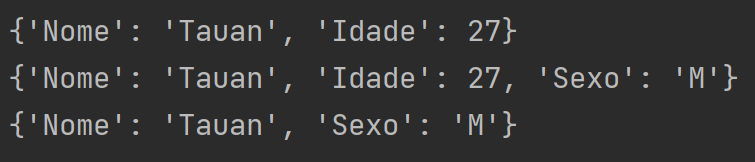 {'Nome': 'Tauan', 'Idade': 27}
{'Nome': 'Tauan', 'Idade': 27, 'Sexo': 'M'}
{'Nome': 'Tauan', 'Sexo': 'M'}